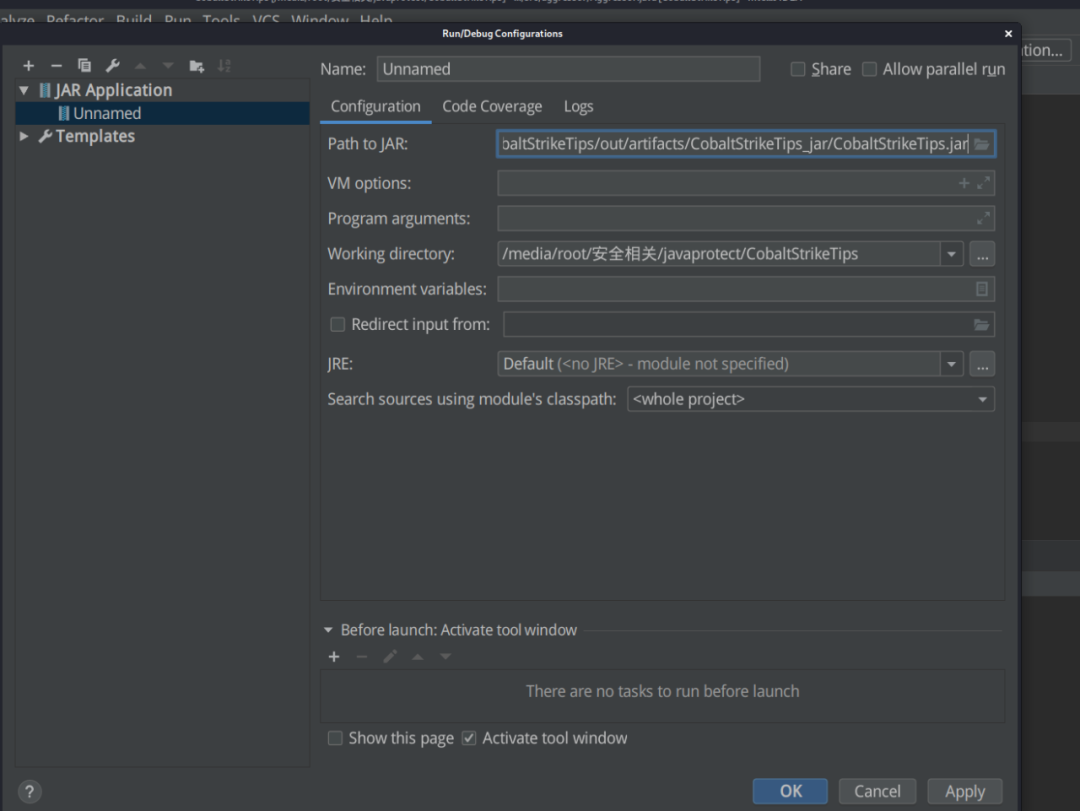 Refactor Build Run Tools VCS Window Help
Run/Debug Configurations
tion...
Name: Unnamed Share Allow parallel run
JAR Application
Unnamed
Templates
Configuration Code Coverage Logs
Path to JAR: baltStrikeTips/out/artifacts/CobaltStrikeTips_jar/CobaltStrikeTips.jar
VM options:
Program arguments:
Working directory: /media/root/安全相关/javaprotect/CobaltStrikeTips ...
Environment variables:
Redirect input from:
JRE: Default (<no JRE> - module not specified) ...
Search sources using module's classpath: <whole project>
Before launch: Activate tool window
There are no tasks to run before launch
Show this page Activate tool window
? OK Cancel Apply